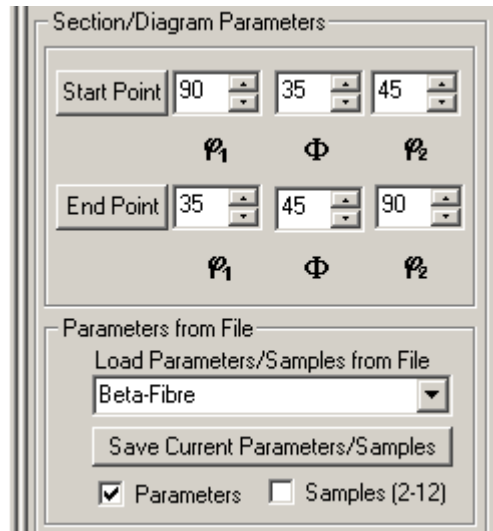 Section/Diagram Parameters
Start Point 90 35 45
φ₁ Φ φ₂
End Point 35 45 90
φ₁ Φ φ₂
Parameters from File
Load Parameters/Samples from File
Beta-Fibre
Save Current Parameters/Samples
Parameters Samples (2-12)